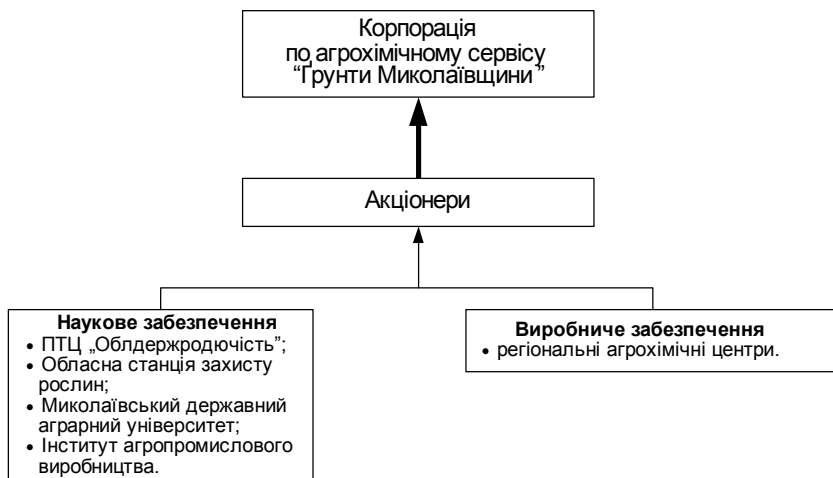 Корпорація
по агрохімічному сервісу
“Ґрунти Миколаївщини ”
Акціонери
Наукове забезпечення
• ПТЦ „Облдержродючість”;
• Обласна станція захисту
рослин;
• Миколаївський державний
аграрний університет;
• Інститут агропромислового
виробництва.
Виробниче забезпечення
• регіональні агрохімічні центри.